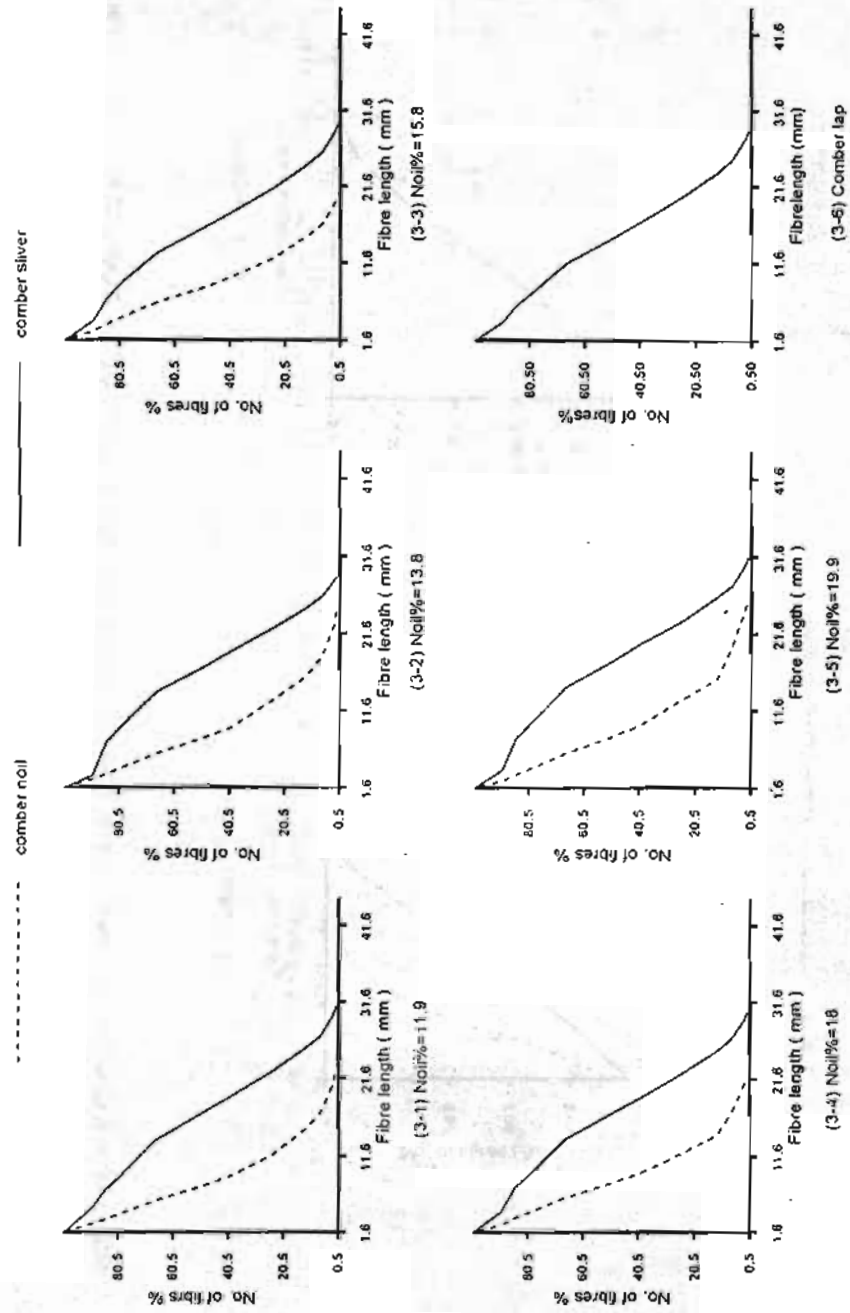 comber noil
comber sliver
No. of fibrs %
80.5
60.5
40.5
20.5
0.5
1.6 11.6 21.6 31.6 41.6
Fibre length ( mm )
(3-1) Noil%=11.9
No. of fibres %
80.5
60.5
40.5
20.5
0.5
1.6 11.6 21.6 31.6 41.6
Fibre length ( mm )
(3-2) Noil%=13.8
No. of fibres %
80.5
60.5
40.5
20.5
0.5
1.6 11.6 21.6 31.6 41.6
Fibre length ( mm )
(3-3) Noil%=15.8
No. of fibres %
80.5
60.5
40.5
20.5
0.5
1.6 11.6 21.6 31.6 41.6
Fibre length ( mm )
(3-4) Noil%=18
No. of fibres %
80.5
60.5
40.5
20.5
0.5
1.6 11.6 21.6 31.6 41.6
Fibre length ( mm )
(3-5) Noil%=19.9
No. of fibres %
80.50
60.50
40.50
20.50
0.50
1.6 11.6 21.6 31.6 41.6
Fibrelength (mm)
(3-6) Comber lap